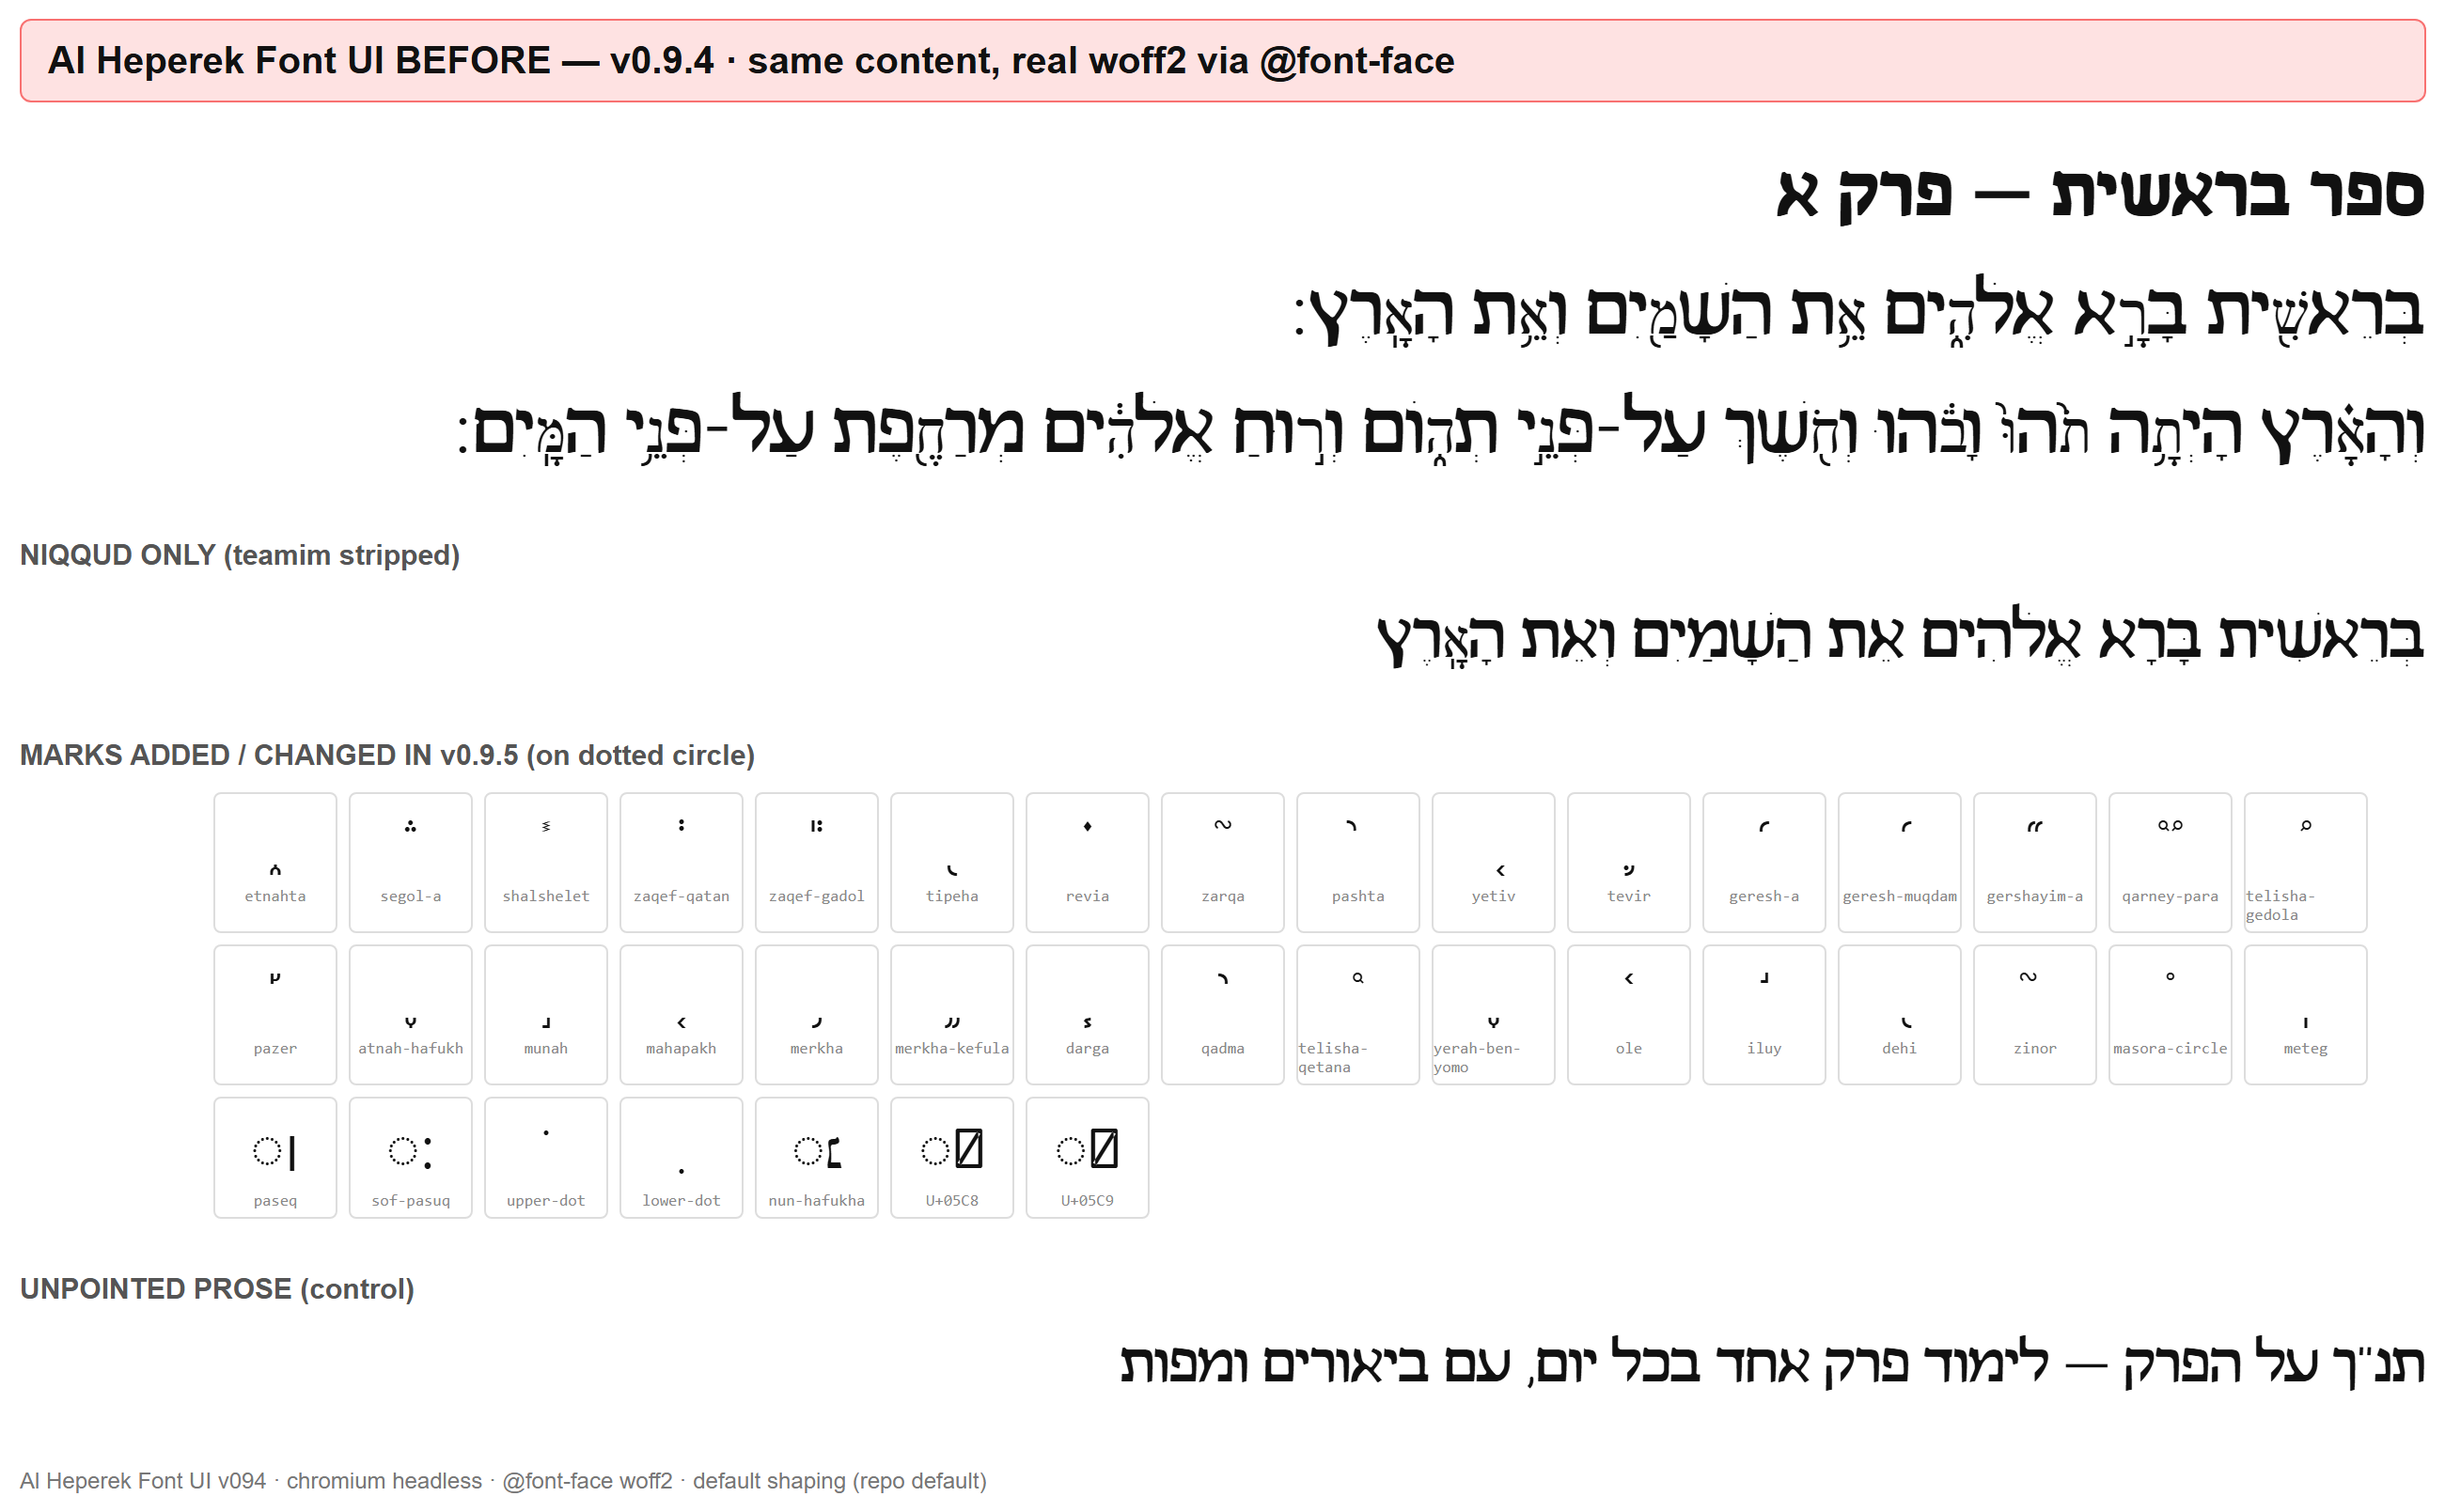 Al Heperek Font UI BEFORE — v0.9.4 · same content, real woff2 via @font-face
ספר בראשית — פרק א
בְּרֵאשִׁ֖ית בָּרָ֣א אֱלֹהִ֑ים אֵ֥ת הַשָּׁמַ֖יִם וְאֵ֥ת הָאָֽרֶץ׃
וְהָאָ֗רֶץ הָיְתָ֥ה תֹ֙הוּ֙ וָבֹ֔הוּ וְחֹ֖שֶׁךְ עַל-פְּנֵ֣י תְה֑וֹם וְר֣וּחַ אֱלֹהִ֔ים מְרַחֶ֖פֶת עַל-פְּנֵ֥י הַמָּֽיִם׃
NIQQUD ONLY (teamim stripped)
בְּרֵאשִׁית בָּרָא אֱלֹהִים אֵת הַשָּׁמַיִם וְאֵת הָאָֽרֶץ
MARKS ADDED / CHANGED IN v0.9.5 (on dotted circle)
etnahta segol-a shalshelet zaqef-qatan zaqef-gadol tipeha revia zarqa pashta yetiv tevir geresh-a geresh-muqdam gershayim-a qarney-para telisha-
gedola
pazer atnah-hafukh munah mahapakh merkha merkha-kefula darga qadma telisha- yerah-ben- ole iluy dehi zinor masora-circle meteg
qetana yomo
◌׀ ◌׃ ◌׆
paseq sof-pasuq upper-dot lower-dot nun-hafukha U+05C8 U+05C9
UNPOINTED PROSE (control)
תנ"ך על הפרק — לימוד פרק אחד בכל יום, עם ביאורים ומפות
Al Heperek Font UI v094 · chromium headless · @font-face woff2 · default shaping (repo default)